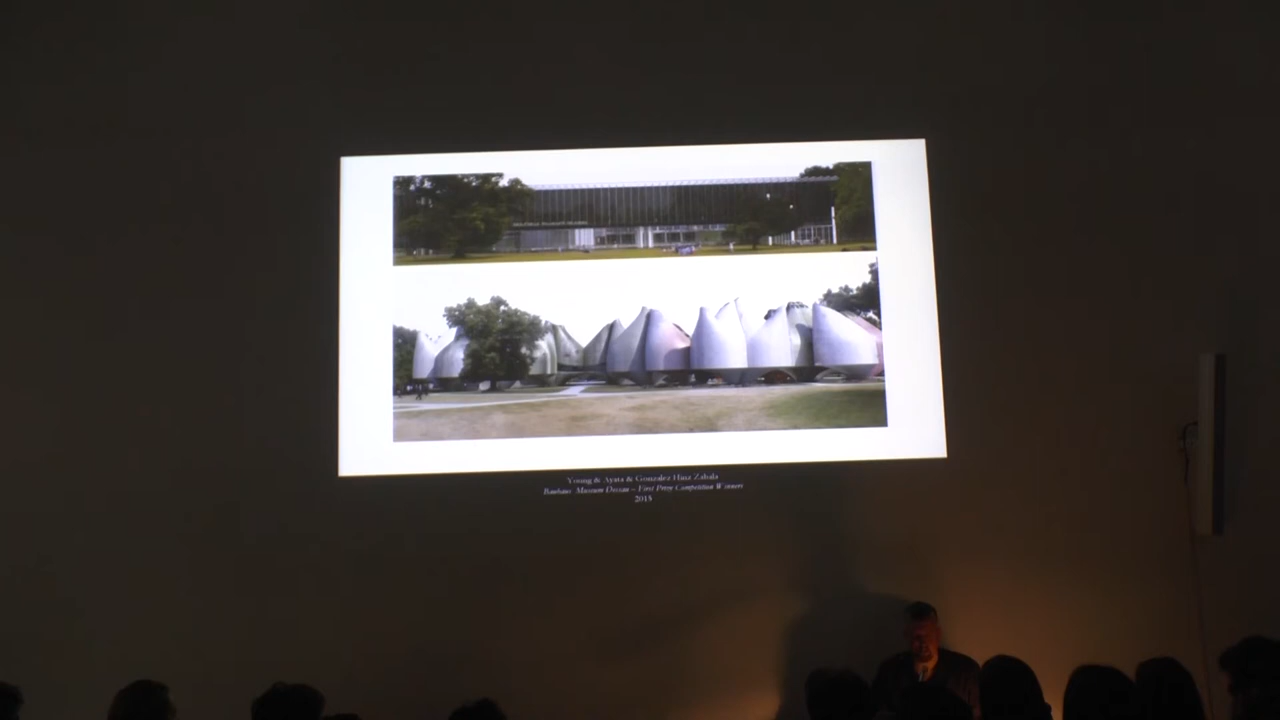 Young & Ayata & Gonzalez Hinz Zabala
Bauhaus Museum Dessau – First Prize Competition Winners
2015